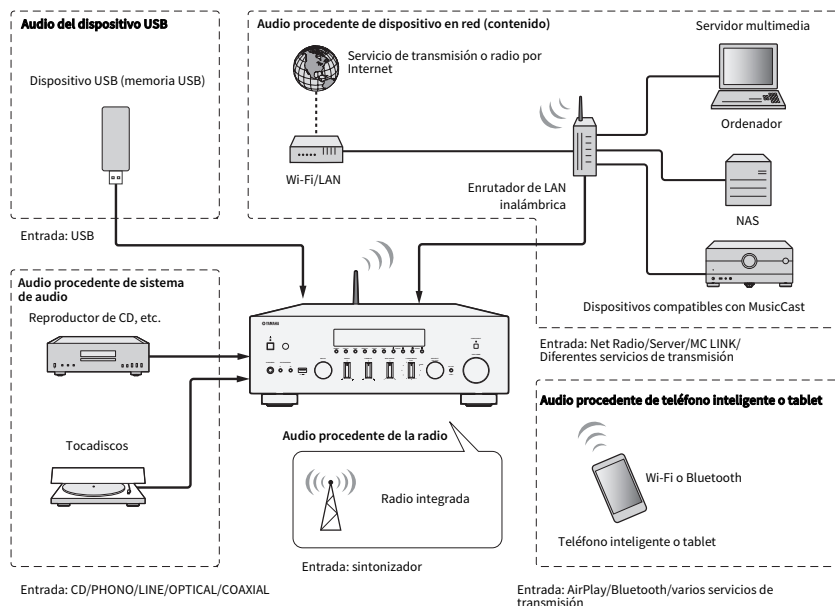 Audio del dispositivo USB
Dispositivo USB (memoria USB)
Entrada: USB
Audio procedente de dispositivo en red (contenido)
Servicio de transmisión o radio por
Internet
Wi-Fi/LAN
Enrutador de LAN
inalámbrica
Servidor multimedia
Ordenador
NAS
Dispositivos compatibles con MusicCast
Entrada: Net Radio/Server/MC LINK/
Diferentes servicios de transmisión
Audio procedente de sistema
de audio
Reproductor de CD, etc.
Tocadiscos
Entrada: CD/PHONO/LINE/OPTICAL/COAXIAL
YAMAHA
Audio procedente de la radio
Radio integrada
Entrada: sintonizador
Audio procedente de teléfono inteligente o tablet
Wi-Fi o Bluetooth
Teléfono inteligente o tablet
Entrada: AirPlay/Bluetooth/varios servicios de
transmisión